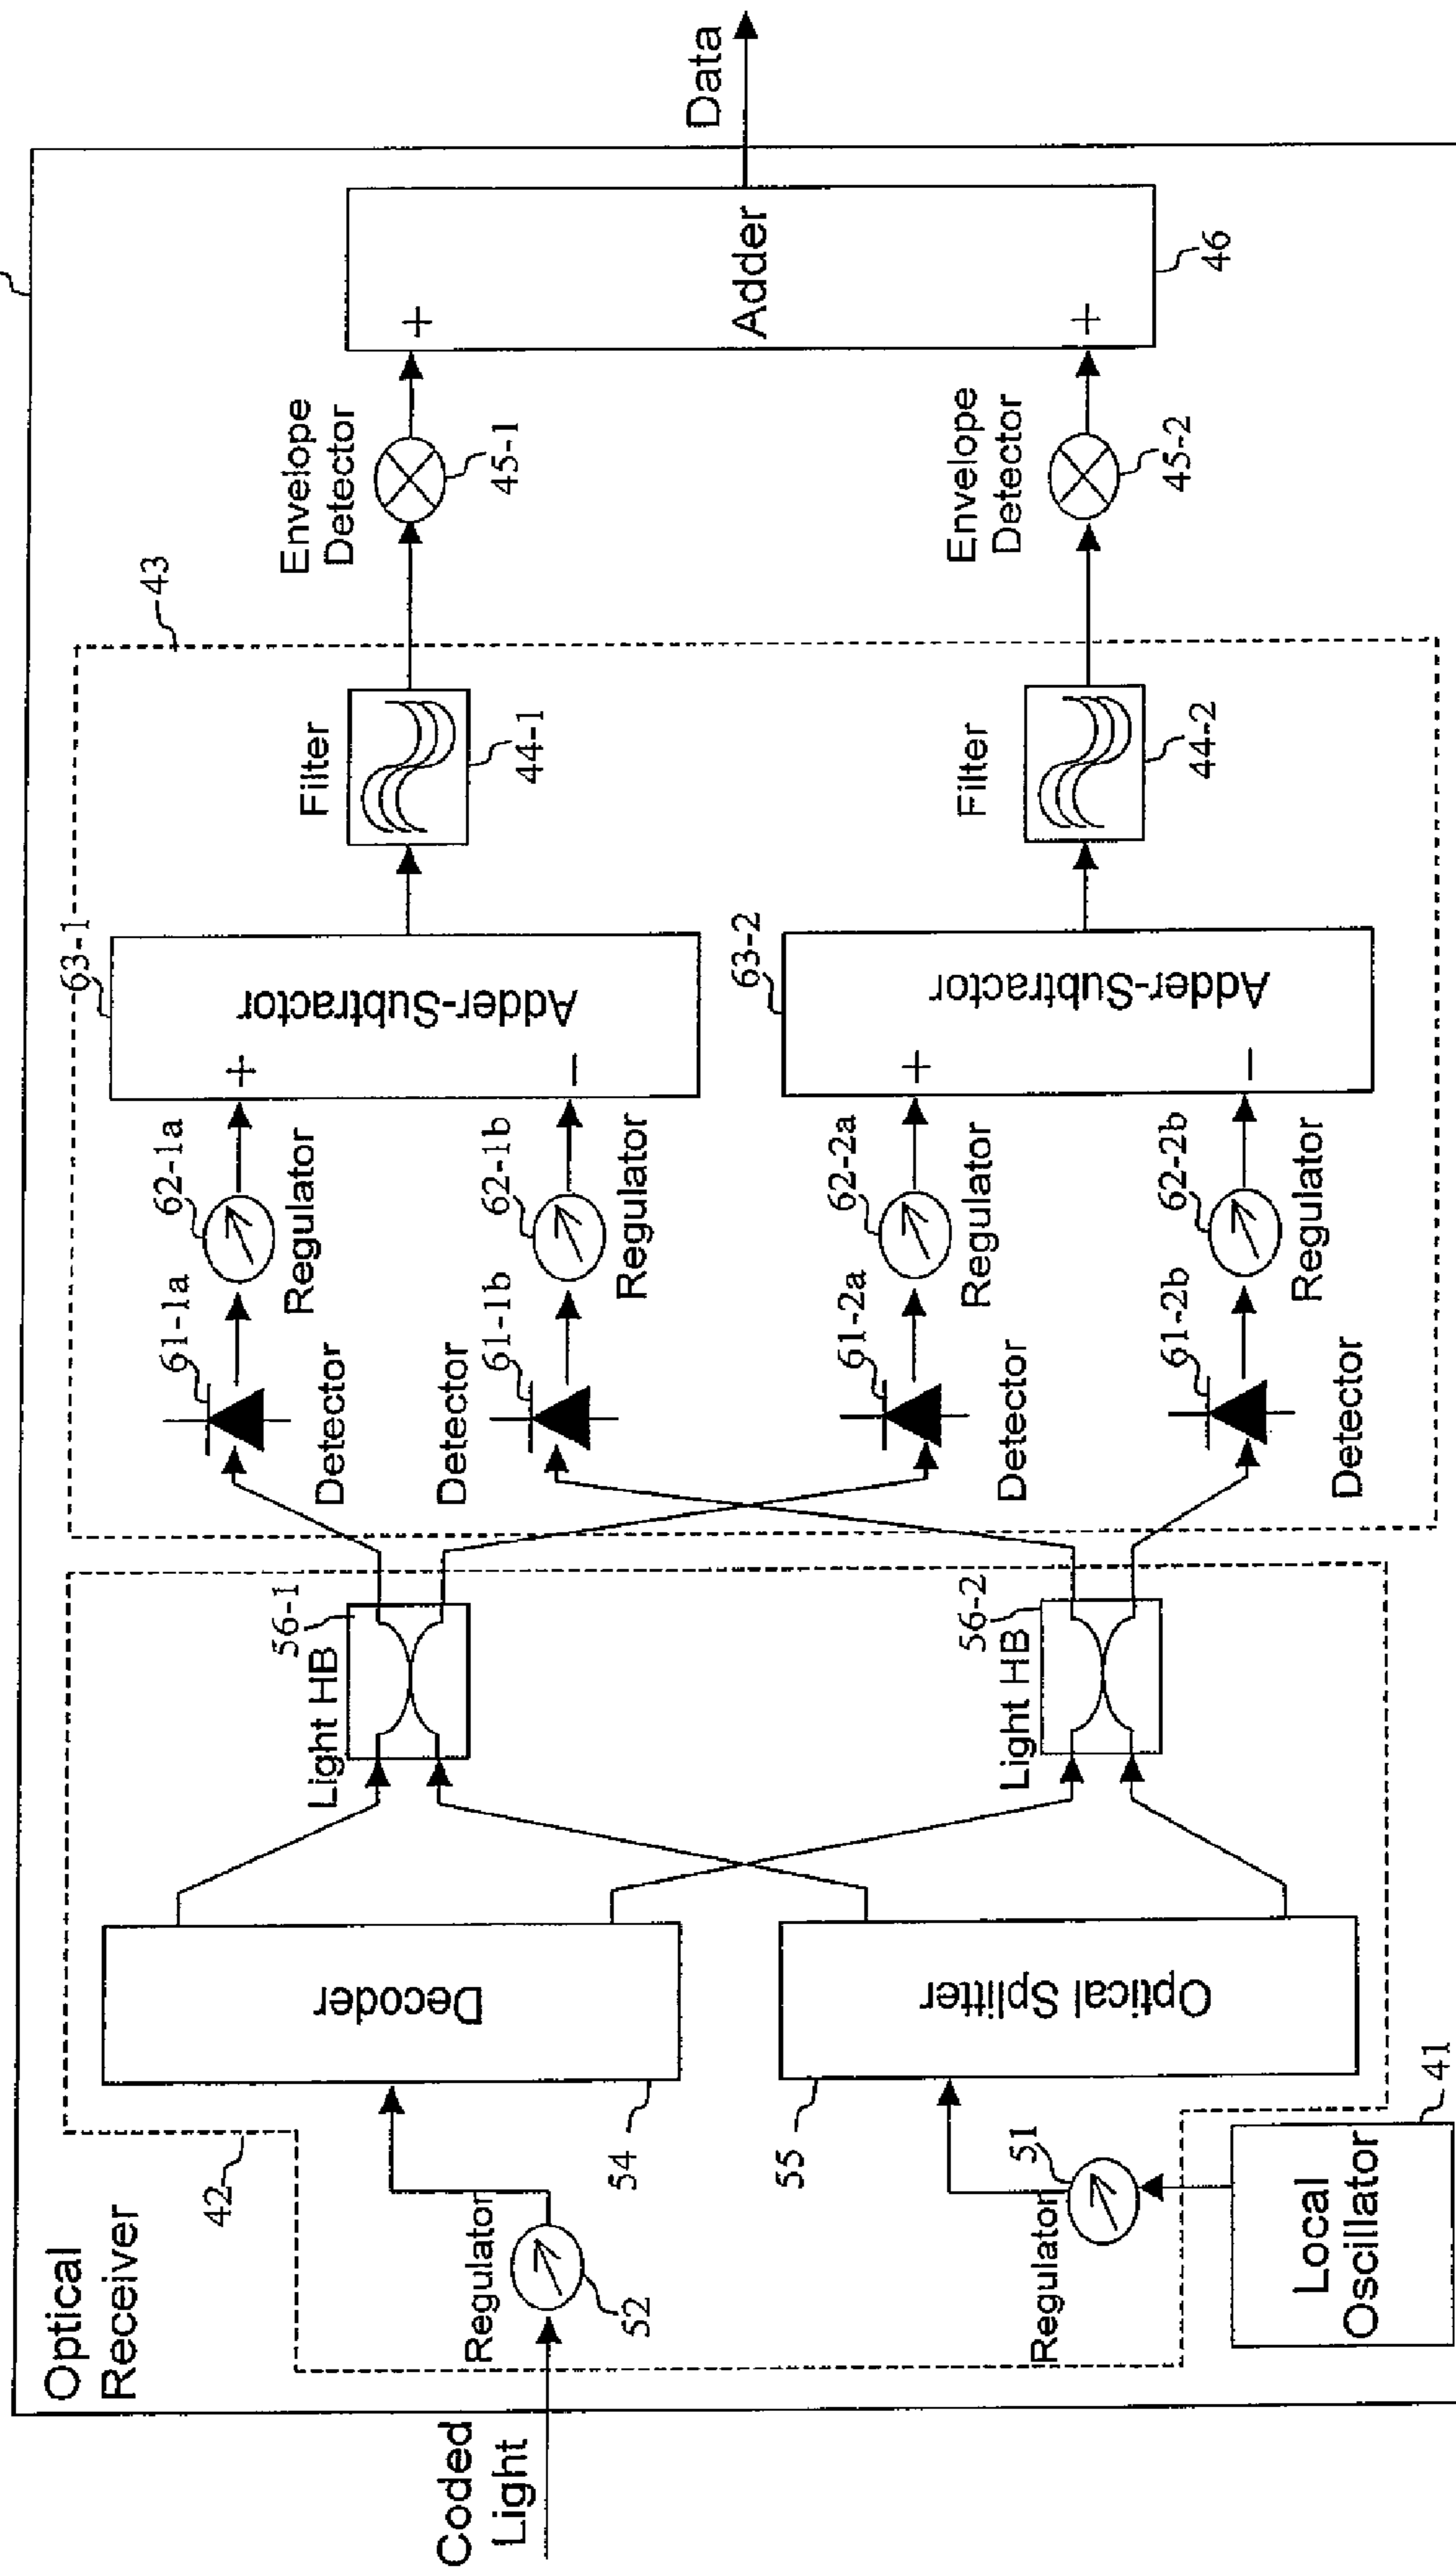 Optical
Receiver
Coded
Light
Regulator
52
42
Decoder
54
Optical Splitter
55
Regulator
51
Local
Oscillator
41
Light HB
56-1
Light HB
56-2
43
61-1a
Detector
62-1a
Regulator
61-1b
Detector
62-1b
Regulator
61-2a
Detector
62-2a
Regulator
61-2b
Detector
62-2b
Regulator
63-1
+
−
Adder-Subtractor
63-2
+
−
Adder-Subtractor
Filter
44-1
Filter
44-2
Envelope
Detector
45-1
Envelope
Detector
45-2
+
+
Adder
46
Data